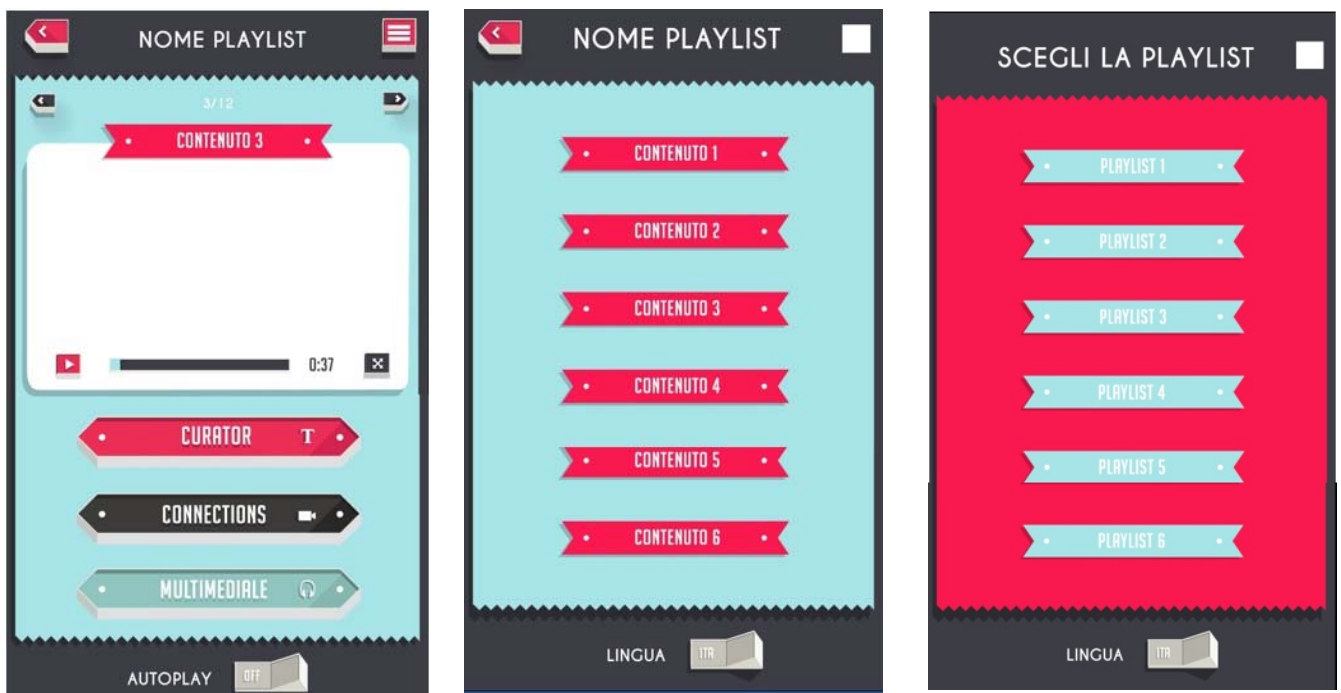 NOME PLAYLIST
3/12
CONTENUTO 3
0:37
CURATOR T
CONNECTIONS
MULTIMEDIALE
AUTOPLAY OFF
NOME PLAYLIST
CONTENUTO 1
CONTENUTO 2
CONTENUTO 3
CONTENUTO 4
CONTENUTO 5
CONTENUTO 6
LINGUA ITA
SCEGLI LA PLAYLIST
PLAYLIST 1
PLAYLIST 2
PLAYLIST 3
PLAYLIST 4
PLAYLIST 5
PLAYLIST 6
LINGUA ITA